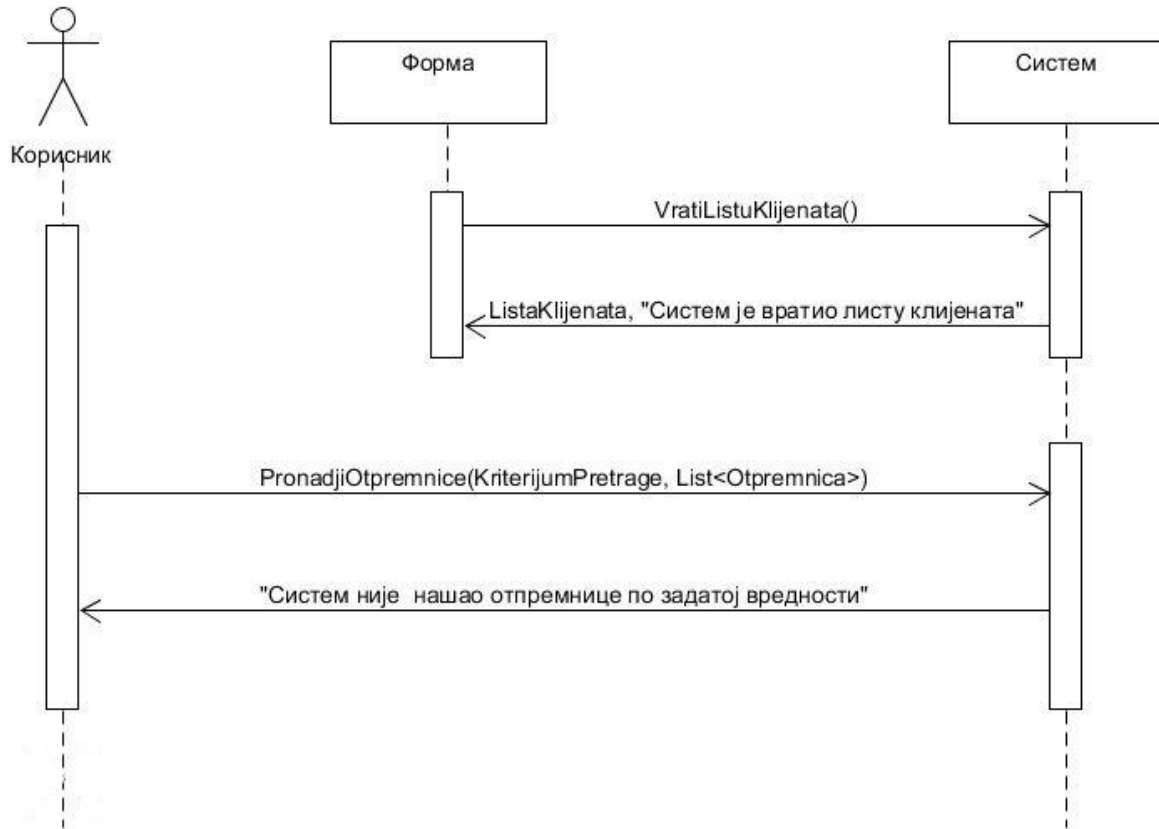 Форма
Систем
Корисник
VratiListuKlijenata()
ListaKlijenata, "Систем је вратио листу клијената"
PronadjiOtpremnice(KriterijumPretrage, List<Otpremnica>)
"Систем није  нашао отпремнице по задатој вредности"